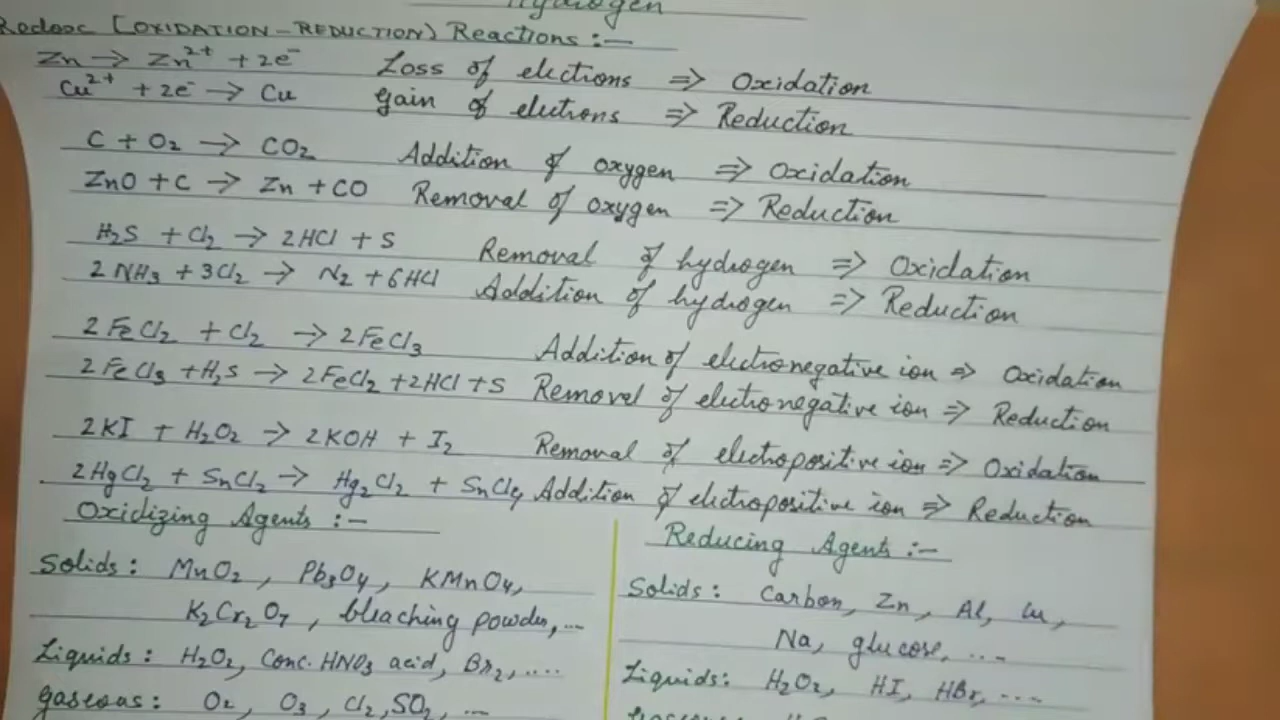 Hydrogen
Redox [OXIDATION-REDUCTION) Reactions :—
Zn → Zn²⁺ + 2e⁻ Loss of electrons ⇒ Oxidation
Cu²⁺ + 2e⁻ → Cu gain of electrons ⇒ Reduction
C + O₂ → CO₂ Addition of oxygen ⇒ Oxidation
ZnO + C → Zn + CO Removal of oxygen ⇒ Reduction
H₂S + Cl₂ → 2HCl + S Removal of hydrogen ⇒ Oxidation
2NH₃ + 3Cl₂ → N₂ + 6HCl Addition of hydrogen ⇒ Reduction
2FeCl₂ + Cl₂ → 2FeCl₃ Addition of electronegative ion ⇒ Oxidation
2FeCl₃ + H₂S → 2FeCl₂ + 2HCl + S Removal of electronegative ion ⇒ Reduction
2KI + H₂O₂ → 2KOH + I₂ Removal of electropositive ion ⇒ Oxidation
2HgCl₂ + SnCl₂ → Hg₂Cl₂ + SnCl₄ Addition of electropositive ion ⇒ Reduction
Oxidizing Agents :—
Solids: MnO₂, Pb₃O₄, KMnO₄,
K₂Cr₂O₇, bleaching powder, ...
Liquids: H₂O₂, Conc. HNO₃ acid, Br₂, ....
gaseous: O₂, O₃, Cl₂, SO₂, ...
Reducing Agents :—
Solids: Carbon, Zn, Al, Cu,
Na, glucose, ....
Liquids: H₂O₂, HI, HBr, ....